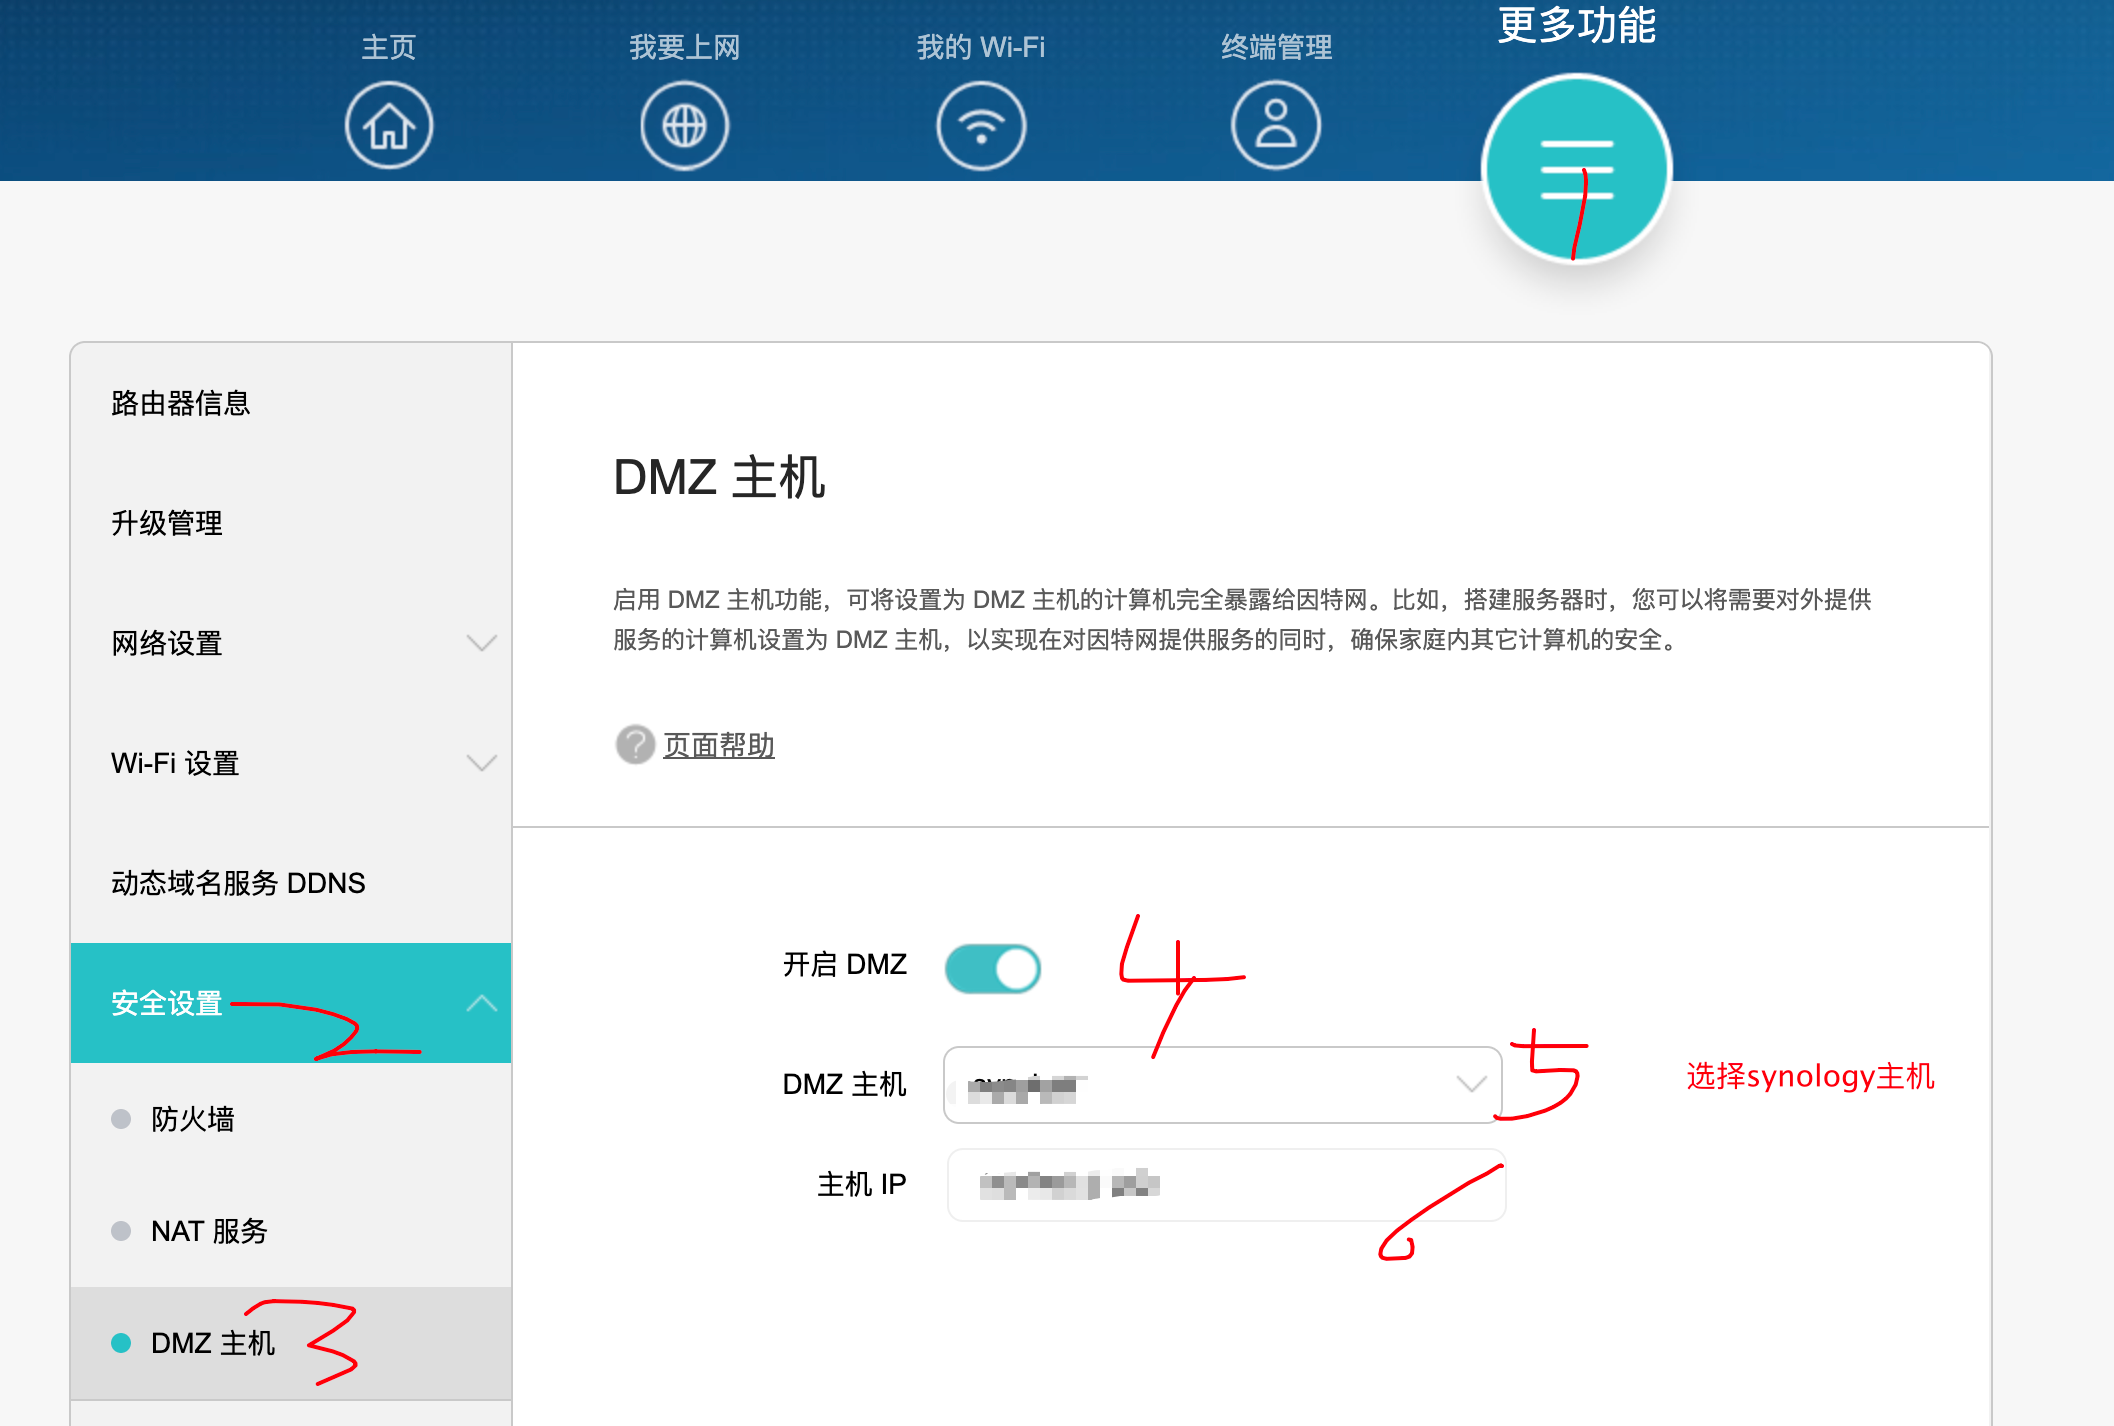 主页
我要上网
我的 Wi-Fi
终端管理
更多功能
1
路由器信息
升级管理
网络设置
Wi-Fi 设置
动态域名服务 DDNS
安全设置 2
防火墙
NAT 服务
DMZ 主机 3
DMZ 主机
启用 DMZ 主机功能，可将设置为 DMZ 主机的计算机完全暴露给因特网。比如，搭建服务器时，您可以将需要对外提供
服务的计算机设置为 DMZ 主机，以实现在对因特网提供服务的同时，确保家庭内其它计算机的安全。
? 页面帮助
开启 DMZ 4
DMZ 主机 5 选择synology主机
主机 IP 6